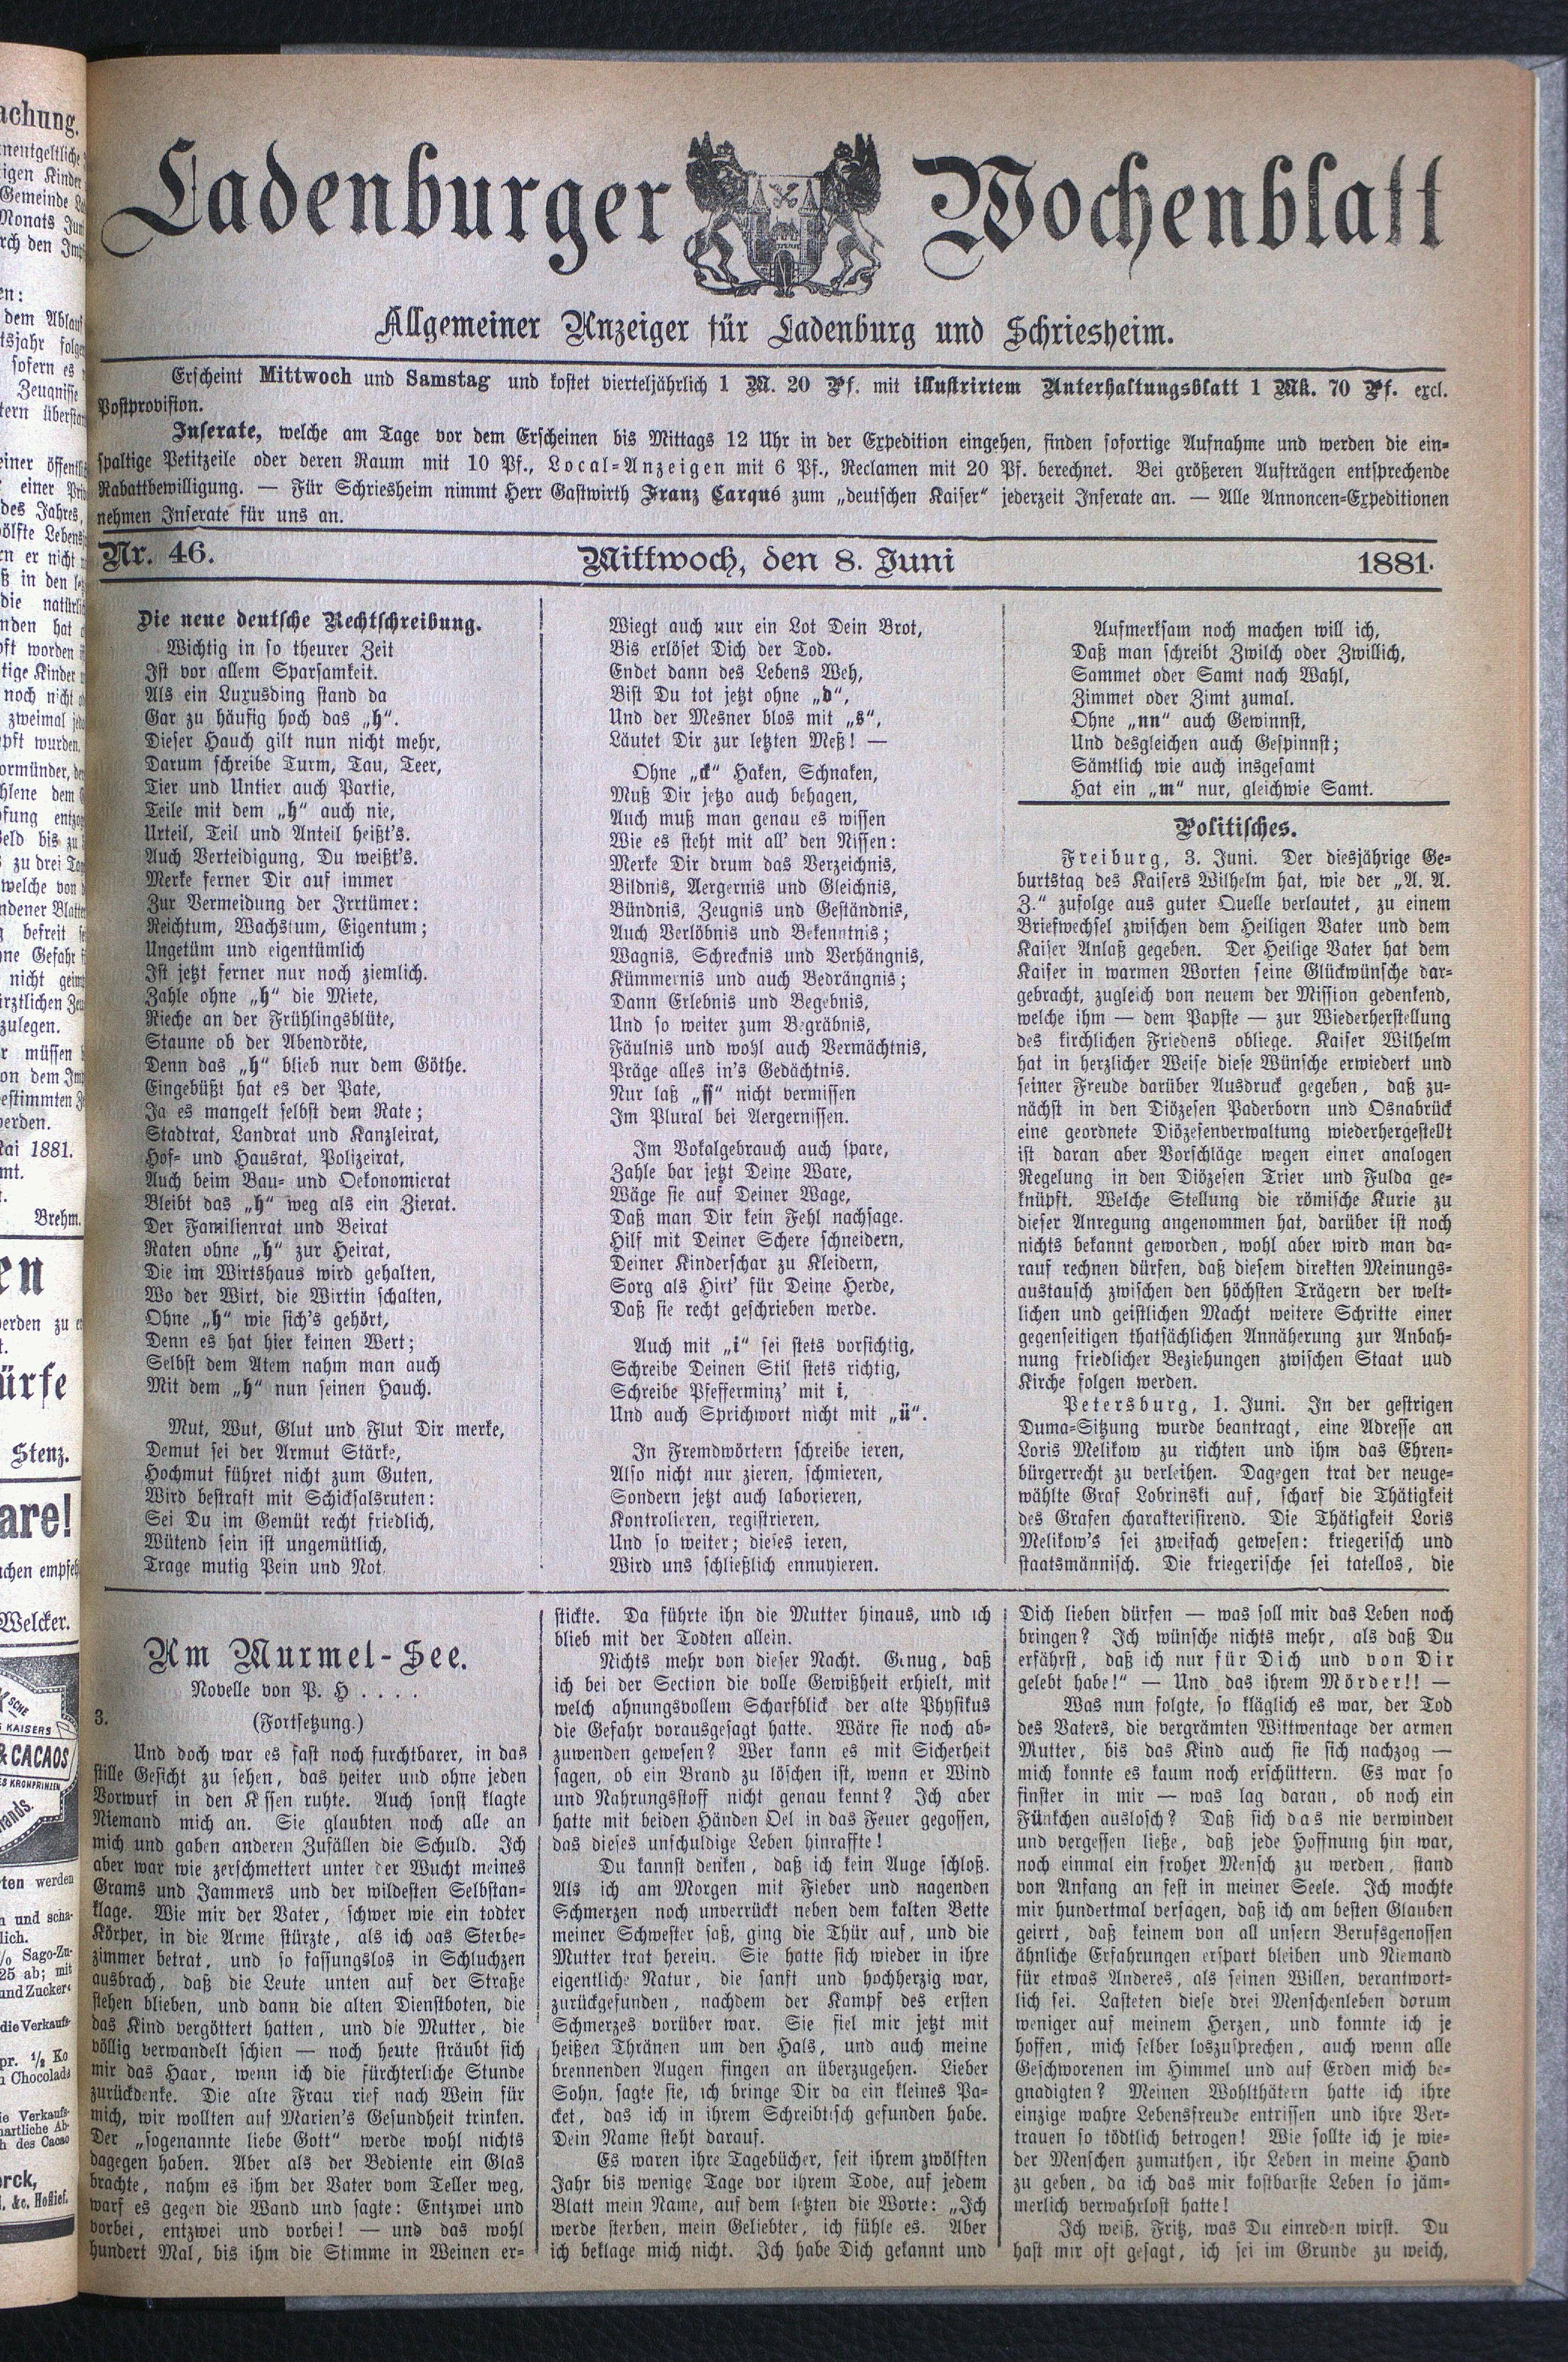 Ladenburger Wochenblatt
Allgemeiner Anzeiger für Ladenburg und Schriesheim.
Erscheint Mittwoch und Samstag und kostet vierteljährlich 1 M. 20 Pf. mit illustrirtem Unterhaltungsblatt 1 Mk. 70 Pf. excl.
Postprovision.
Inserate, welche am Tage vor dem Erscheinen bis Mittags 12 Uhr in der Expedition eingehen, finden sofortige Aufnahme und werden die ein-
spaltige Petitzeile oder deren Raum mit 10 Pf., Local-Anzeigen mit 6 Pf., Reclamen mit 20 Pf. berechnet. Bei größeren Aufträgen entsprechende
Rabattbewilligung. — Für Schriesheim nimmt Herr Gastwirth Franz Carqué zum „deutschen Kaiser“ jederzeit Inserate an. — Alle Annoncen-Expeditionen
nehmen Inserate für uns an.
Nr. 46. Mittwoch, den 8. Juni 1881.
Die neue deutsche Rechtschreibung.
Wichtig in so theurer Zeit
Ist vor allem Sparsamkeit.
Als ein Luxusding stand da
Gar zu häufig hoch das „h“.
Dieser Hauch gilt nun nicht mehr,
Darum schreibe Turm, Tau, Teer,
Tier und Untier auch Partie,
Teile mit dem „h“ auch nie,
Urteil, Teil und Anteil heißt's.
Auch Verteidigung, Du weißt's.
Merke ferner Dir auf immer
Zur Vermeidung der Irrtümer:
Reichtum, Wachstum, Eigentum;
Ungetüm und eigentümlich
Ist jetzt ferner nur noch ziemlich.
Zahle ohne „h“ die Miete,
Rieche an der Frühlingsblüte,
Staune ob der Abendröte,
Denn das „h“ blieb nur dem Göthe.
Eingebüßt hat es der Pate,
Ja es mangelt selbst dem Rate;
Stadtrat, Landrat und Kanzleirat,
Hof- und Hausrat, Polizeirat,
Auch beim Bau- und Oekonomierat
Bleibt das „h“ weg als ein Zierat.
Der Familienrat und Beirat
Raten ohne „h“ zur Heirat,
Die im Wirtshaus wird gehalten,
Wo der Wirt, die Wirtin schalten,
Ohne „h“ wie sich's gehört,
Denn es hat hier keinen Wert;
Selbst dem Atem nahm man auch
Mit dem „h“ nun seinen Hauch.
Mut, Wut, Glut und Flut Dir merke,
Demut sei der Armut Stärke,
Hochmut führet nicht zum Guten,
Wird bestraft mit Schicksalsruten:
Sei Du im Gemüt recht friedlich,
Wütend sein ist ungemütlich,
Trage mutig Pein und Not.
Wiegt auch nur ein Lot Dein Brot,
Bis erlöset Dich der Tod.
Endet dann des Lebens Weh,
Bist Du tot jetzt ohne „d“,
Und der Mesner blos mit „s“,
Läutet Dir zur letzten Meß! —
Ohne „ck“ Haken, Schnaken,
Muß Dir jetzo auch behagen,
Auch muß man genau es wissen
Wie es steht mit all' den Nissen:
Merke Dir drum das Verzeichnis,
Bildnis, Aergernis und Gleichnis,
Bündnis, Zeugnis und Geständnis,
Auch Verlöbnis und Bekenntnis;
Wagnis, Schrecknis und Verhängnis,
Kümmernis und auch Bedrängnis;
Dann Erlebnis und Begebnis,
Und so weiter zum Begräbnis,
Fäulnis und wohl auch Vermächtnis,
Präge alles in's Gedächtnis.
Nur laß „ss“ nicht vermissen
Im Plural bei Aergernissen.
Im Vokalgebrauch auch spare,
Zahle bar jetzt Deine Ware,
Wäge sie auf Deiner Wage,
Daß man Dir kein Fehl nachsage.
Hilf mit Deiner Schere schneidern,
Deiner Kinderschar zu Kleidern,
Sorg als Hirt' für Deine Herde,
Daß sie recht geschrieben werde.
Auch mit „i“ sei stets vorsichtig,
Schreibe Deinen Stil stets richtig,
Schreibe Pfefferminz' mit i,
Und auch Sprichwort nicht mit „ü“.
In Fremdwörtern schreibe ieren,
Also nicht nur zieren, schmieren,
Sondern jetzt auch laborieren,
Kontrolieren, registrieren,
Und so weiter; dieses ieren,
Wird uns schließlich ennuyieren.
Aufmerksam noch machen will ich,
Daß man schreibt Zwilch oder Zwillich,
Sammet oder Samt nach Wahl,
Zimmet oder Zimt zumal.
Ohne „nn“ auch Gewinnst,
Und desgleichen auch Gespinnst;
Sämtlich wie auch insgesamt
Hat ein „m“ nur, gleichwie Samt.
Politisches.
Freiburg, 3. Juni. Der diesjährige Ge-
burtstag des Kaisers Wilhelm hat, wie der „A. A.
Z.“ zufolge aus guter Quelle verlautet, zu einem
Briefwechsel zwischen dem Heiligen Vater und dem
Kaiser Anlaß gegeben. Der Heilige Vater hat dem
Kaiser in warmen Worten seine Glückwünsche dar-
gebracht, zugleich von neuem der Mission gedenkend,
welche ihm — dem Papste — zur Wiederherstellung
des kirchlichen Friedens obliege. Kaiser Wilhelm
hat in herzlicher Weise diese Wünsche erwiedert und
seiner Freude darüber Ausdruck gegeben, daß zu-
nächst in den Diözesen Paderborn und Osnabrück
eine geordnete Diözesenverwaltung wiederhergestellt
ist daran aber Vorschläge wegen einer analogen
Regelung in den Diözesen Trier und Fulda ge-
knüpft. Welche Stellung die römische Kurie zu
dieser Anregung angenommen hat, darüber ist noch
nichts bekannt geworden, wohl aber wird man da-
rauf rechnen dürfen, daß diesem direkten Meinungs-
austausch zwischen den höchsten Trägern der welt-
lichen und geistlichen Macht weitere Schritte einer
gegenseitigen thatsächlichen Annäherung zur Anbah-
nung friedlicher Beziehungen zwischen Staat und
Kirche folgen werden.
Petersburg, 1. Juni. In der gestrigen
Duma-Sitzung wurde beantragt, eine Adresse an
Loris Melikow zu richten und ihm das Ehren-
bürgerrecht zu verleihen. Dagegen trat der neuge-
wählte Graf Lobrinski auf, scharf die Thätigkeit
des Grafen charakterisirend. Die Thätigkeit Loris
Melikow's sei zweifach gewesen: kriegerisch und
staatsmännisch. Die kriegerische sei tatellos, die
Am Murmel-See.
Novelle von P. H . . . .
3. (Fortsetzung.)
Und doch war es fast noch furchtbarer, in das
stille Gesicht zu sehen, das heiter und ohne jeden
Vorwurf in den Kissen ruhte. Auch sonst klagte
Niemand mich an. Sie glaubten noch alle an
mich und gaben anderen Zufällen die Schuld. Ich
aber war wie zerschmettert unter der Wucht meines
Grams und Jammers und der wildesten Selbstan-
klage. Wie mir der Vater, schwer wie ein todter
Körper, in die Arme stürzte, als ich das Sterbe-
zimmer betrat, und so fassungslos in Schluchzen
ausbrach, daß die Leute unten auf der Straße
stehen blieben, und dann die alten Dienstboten, die
das Kind vergöttert hatten, und die Mutter, die
völlig verwandelt schien — noch heute sträubt sich
mir das Haar, wenn ich die fürchterliche Stunde
zurückdenke. Die alte Frau rief nach Wein für
mich, wir wollten auf Marien's Gesundheit trinken.
Der „sogenannte liebe Gott“ werde wohl nichts
dagegen haben. Aber als der Bediente ein Glas
brachte, nahm es ihm der Vater vom Teller weg,
warf es gegen die Wand und sagte: Entzwei und
vorbei, entzwei und vorbei! — und das wohl
hundert Mal, bis ihm die Stimme in Weinen er-
stickte. Da führte ihn die Mutter hinaus, und ich
blieb mit der Todten allein.
Nichts mehr von dieser Nacht. Genug, daß
ich bei der Section die volle Gewißheit erhielt, mit
welch ahnungsvollem Scharfblick der alte Physikus
die Gefahr vorausgesagt hatte. Wäre sie noch ab-
zuwenden gewesen? Wer kann es mit Sicherheit
sagen, ob ein Brand zu löschen ist, wenn er Wind
und Nahrungsstoff nicht genau kennt? Ich aber
hatte mit beiden Händen Oel in das Feuer gegossen,
das dieses unschuldige Leben hinraffte!
Du kannst denken, daß ich kein Auge schloß.
Als ich am Morgen mit Fieber und nagenden
Schmerzen noch unverrückt neben dem kalten Bette
meiner Schwester saß, ging die Thür auf, und die
Mutter trat herein. Sie hatte sich wieder in ihre
eigentliche Natur, die sanft und hochherzig war,
zurückgefunden, nachdem der Kampf des ersten
Schmerzes vorüber war. Sie fiel mir jetzt mit
heißen Thränen um den Hals, und auch meine
brennenden Augen fingen an überzugehen. Lieber
Sohn, sagte sie, ich bringe Dir da ein kleines Pa-
cket, das ich in ihrem Schreibtisch gefunden habe.
Dein Name steht darauf.
Es waren ihre Tagebücher, seit ihrem zwölften
Jahr bis wenige Tage vor ihrem Tode, auf jedem
Blatt mein Name, auf dem letzten die Worte: „Ich
werde sterben, mein Geliebter, ich fühle es. Aber
ich beklage mich nicht. Ich habe Dich gekannt und
Dich lieben dürfen — was soll mir das Leben noch
bringen? Ich wünsche nichts mehr, als daß Du
erfährst, daß ich nur für Dich und von Dir
gelebt habe!“ — Und das ihrem Mörder!! —
Was nun folgte, so kläglich es war, der Tod
des Vaters, die vergrämten Wittwentage der armen
Mutter, bis das Kind auch sie sich nachzog —
mich konnte es kaum noch erschüttern. Es war so
finster in mir — was lag daran, ob noch ein
Fünkchen auslosch? Daß sich das nie verwinden
und vergessen ließe, daß jede Hoffnung hin war,
noch einmal ein froher Mensch zu werden, stand
von Anfang an fest in meiner Seele. Ich mochte
mir hundertmal versagen, daß ich am besten Glauben
geirrt, daß keinem von all unsern Berufsgenossen
ähnliche Erfahrungen erspart bleiben und Niemand
für etwas Anderes, als seinen Willen, verantwort-
lich sei. Lasteten diese drei Menschenleben dorum
weniger auf meinem Herzen, und konnte ich je
hoffen, mich selber loszusprechen, auch wenn alle
Geschworenen im Himmel und auf Erden mich be-
gnadigten? Meinen Wohlthätern hatte ich ihre
einzige wahre Lebensfreude entrissen und ihre Ver-
trauen so tödtlich betrogen! Wie sollte ich je wie-
der Menschen zumuthen, ihr Leben in meine Hand
zu geben, da ich das mir kostbarste Leben so jäm-
merlich verwahrlost hatte!
Ich weiß, Fritz, was Du einreden wirst. Du
hast mir oft gesagt, ich sei im Grunde zu weich,